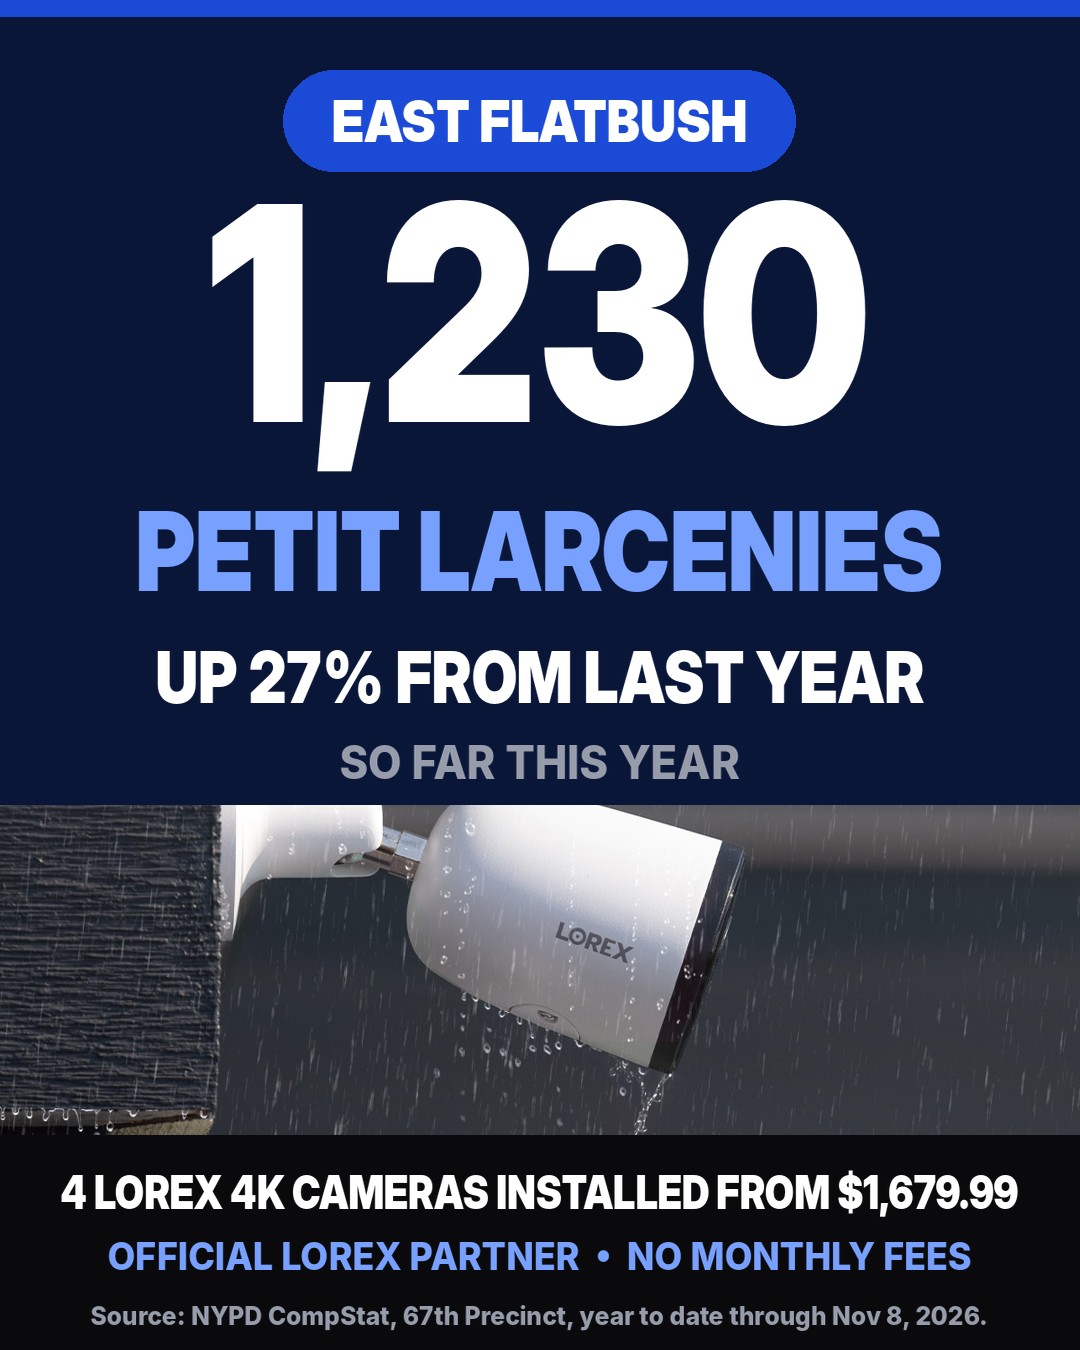 EAST FLATBUSH
1,230
PETIT LARCENIES
UP 27% FROM LAST YEAR
SO FAR THIS YEAR
LOREX
4 LOREX 4K CAMERAS INSTALLED FROM $1,679.99
OFFICIAL LOREX PARTNER • NO MONTHLY FEES
Source: NYPD CompStat, 67th Precinct, year to date through Nov 8, 2026.